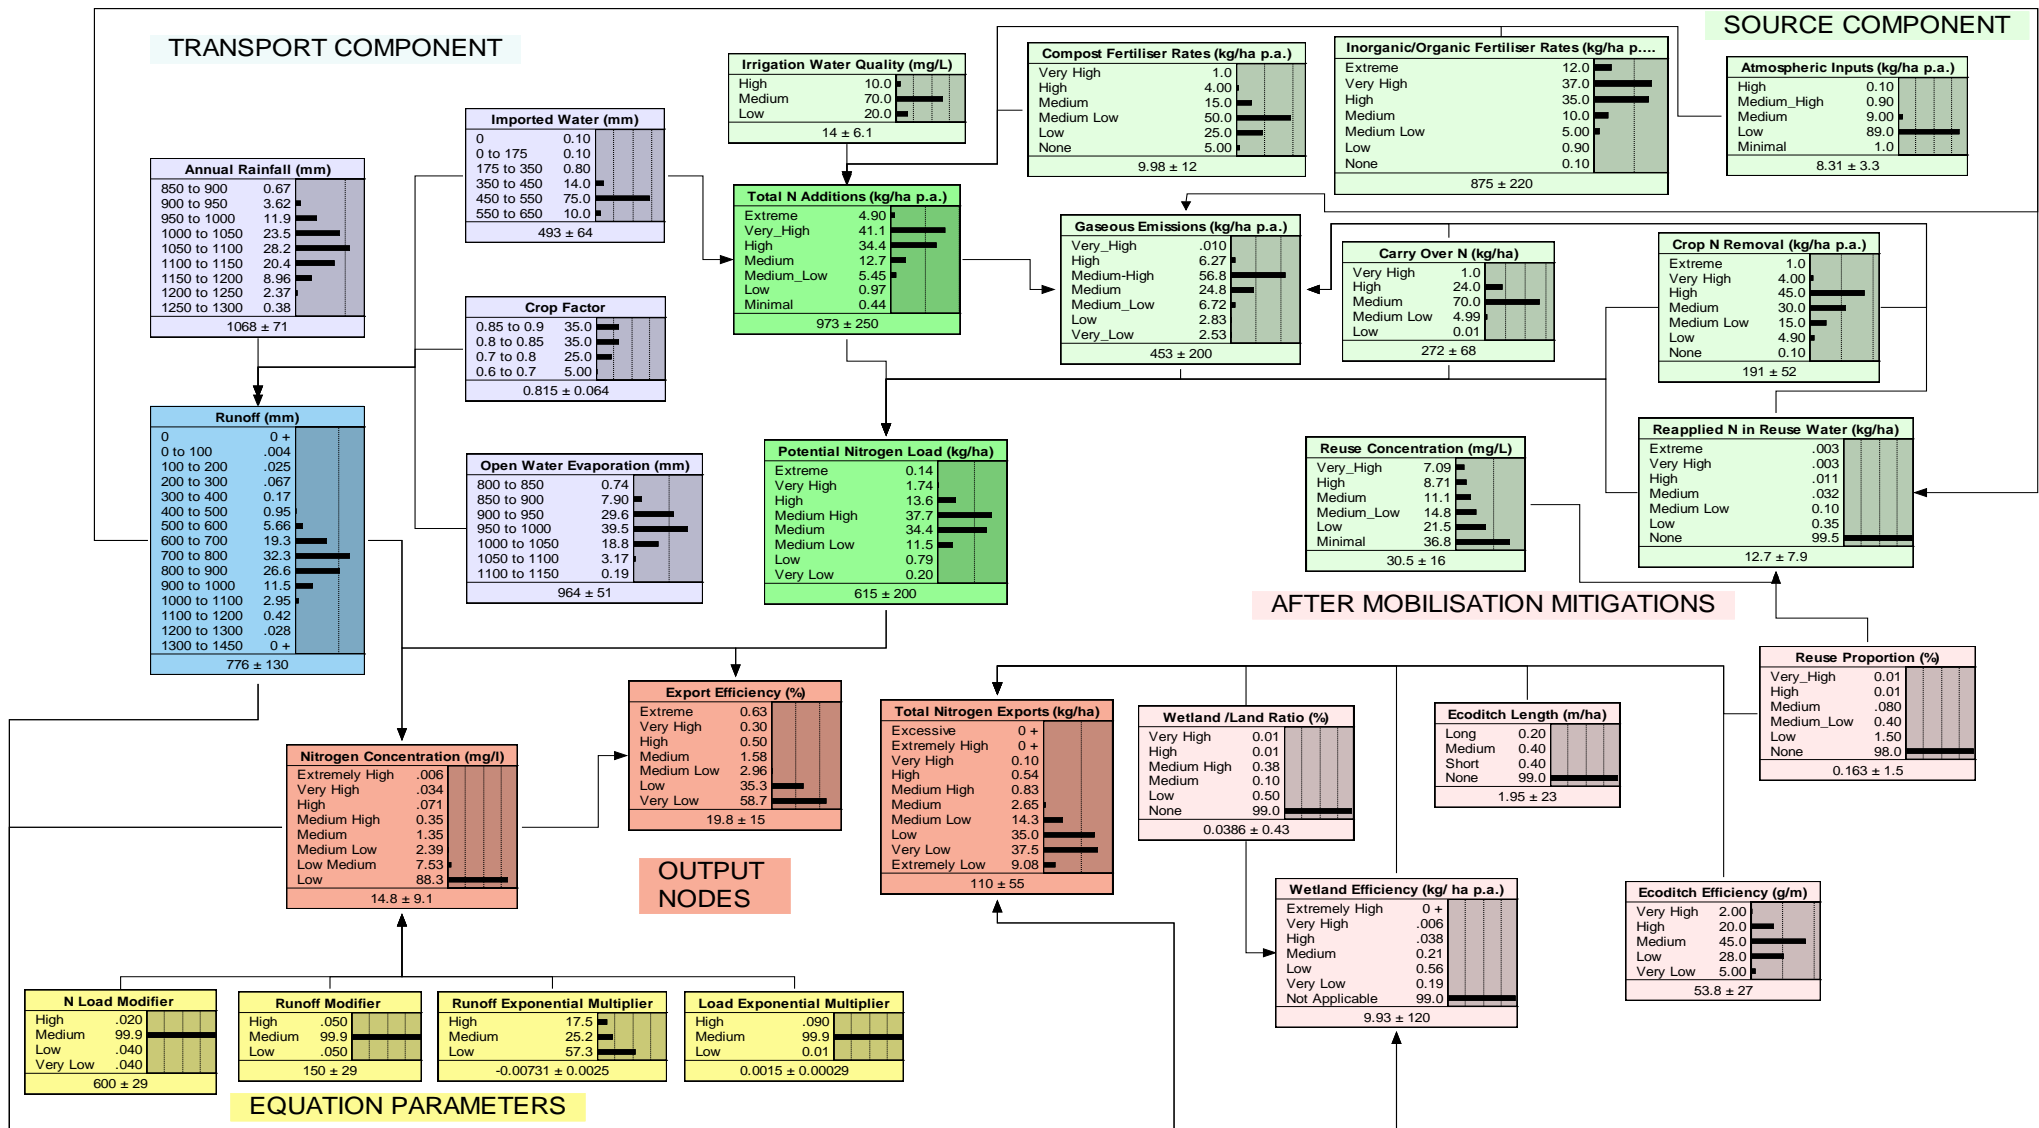 TRANSPORT COMPONENT
SOURCE COMPONENT
Irrigation Water Quality (mg/L)
High 10.0
Medium 70.0
Low 20.0
14 ± 6.1
Compost Fertiliser Rates (kg/ha p.a.)
Very High 1.0
High 4.00
Medium 15.0
Medium Low 50.0
Low 25.0
None 5.00
9.98 ± 12
Inorganic/Organic Fertiliser Rates (kg/ha p....
Extreme 12.0
Very High 37.0
High 35.0
Medium 10.0
Medium Low 5.00
Low 0.90
None 0.10
875 ± 220
Atmospheric Inputs (kg/ha p.a.)
High 0.10
Medium_High 0.90
Medium 9.00
Low 89.0
Minimal 1.0
8.31 ± 3.3
Imported Water (mm)
0 0.10
0 to 175 0.10
175 to 350 0.80
350 to 450 14.0
450 to 550 75.0
550 to 650 10.0
493 ± 64
Annual Rainfall (mm)
850 to 900 0.67
900 to 950 3.62
950 to 1000 11.9
1000 to 1050 23.5
1050 to 1100 28.2
1100 to 1150 20.4
1150 to 1200 8.96
1200 to 1250 2.37
1250 to 1300 0.38
1068 ± 71
Total N Additions (kg/ha p.a.)
Extreme 4.90
Very_High 41.1
High 34.4
Medium 12.7
Medium_Low 5.45
Low 0.97
Minimal 0.44
973 ± 250
Gaseous Emissions (kg/ha p.a.)
Very_High .010
High 6.27
Medium-High 56.8
Medium 24.8
Medium_Low 6.72
Low 2.83
Very_Low 2.53
453 ± 200
Carry Over N (kg/ha)
Very High 1.0
High 24.0
Medium 70.0
Medium Low 4.99
Low 0.01
272 ± 68
Crop N Removal (kg/ha p.a.)
Extreme 1.0
Very High 4.00
High 45.0
Medium 30.0
Medium Low 15.0
Low 4.90
None 0.10
191 ± 52
Crop Factor
0.85 to 0.9 35.0
0.8 to 0.85 35.0
0.7 to 0.8 25.0
0.6 to 0.7 5.00
0.815 ± 0.064
Runoff (mm)
0 0 +
0 to 100 .004
100 to 200 .025
200 to 300 .067
300 to 400 0.17
400 to 500 0.95
500 to 600 5.66
600 to 700 19.3
700 to 800 32.3
800 to 900 26.6
900 to 1000 11.5
1000 to 1100 2.95
1100 to 1200 0.42
1200 to 1300 .028
1300 to 1450 0 +
776 ± 130
Open Water Evaporation (mm)
800 to 850 0.74
850 to 900 7.90
900 to 950 29.6
950 to 1000 39.5
1000 to 1050 18.8
1050 to 1100 3.17
1100 to 1150 0.19
964 ± 51
Potential Nitrogen Load (kg/ha)
Extreme 0.14
Very High 1.74
High 13.6
Medium High 37.7
Medium 34.4
Medium Low 11.5
Low 0.79
Very Low 0.20
615 ± 200
Reuse Concentration (mg/L)
Very_High 7.09
High 8.71
Medium 11.1
Medium_Low 14.8
Low 21.5
Minimal 36.8
30.5 ± 16
Reapplied N in Reuse Water (kg/ha)
Extreme .003
Very High .003
High .011
Medium .032
Medium Low 0.10
Low 0.35
None 99.5
12.7 ± 7.9
AFTER MOBILISATION MITIGATIONS
Reuse Proportion (%)
Very_High 0.01
High 0.01
Medium .080
Medium_Low 0.40
Low 1.50
None 98.0
0.163 ± 1.5
Export Efficiency (%)
Extreme 0.63
Very High 0.30
High 0.50
Medium 1.58
Medium Low 2.96
Low 35.3
Very Low 58.7
19.8 ± 15
Total Nitrogen Exports (kg/ha)
Excessive 0 +
Extremely High 0 +
Very High 0.10
High 0.54
Medium High 0.83
Medium 2.65
Medium Low 14.3
Low 35.0
Very Low 37.5
Extremely Low 9.08
110 ± 55
Wetland /Land Ratio (%)
Very High 0.01
High 0.01
Medium High 0.38
Medium 0.10
Low 0.50
None 99.0
0.0386 ± 0.43
Ecoditch Length (m/ha)
Long 0.20
Medium 0.40
Short 0.40
None 99.0
1.95 ± 23
Nitrogen Concentration (mg/l)
Extremely High .006
Very High .034
High .071
Medium High 0.35
Medium 1.35
Medium Low 2.39
Low Medium 7.53
Low 88.3
14.8 ± 9.1
OUTPUT
NODES
Wetland Efficiency (kg/ ha p.a.)
Extremely High 0 +
Very High .006
High .038
Medium 0.21
Low 0.56
Very Low 0.19
Not Applicable 99.0
9.93 ± 120
Ecoditch Efficiency (g/m)
Very High 2.00
High 20.0
Medium 45.0
Low 28.0
Very Low 5.00
53.8 ± 27
N Load Modifier
High .020
Medium 99.9
Low .040
Very Low .040
600 ± 29
Runoff Modifier
High .050
Medium 99.9
Low .050
150 ± 29
Runoff Exponential Multiplier
High 17.5
Medium 25.2
Low 57.3
-0.00731 ± 0.0025
Load Exponential Multiplier
High .090
Medium 99.9
Low 0.01
0.0015 ± 0.00029
EQUATION PARAMETERS